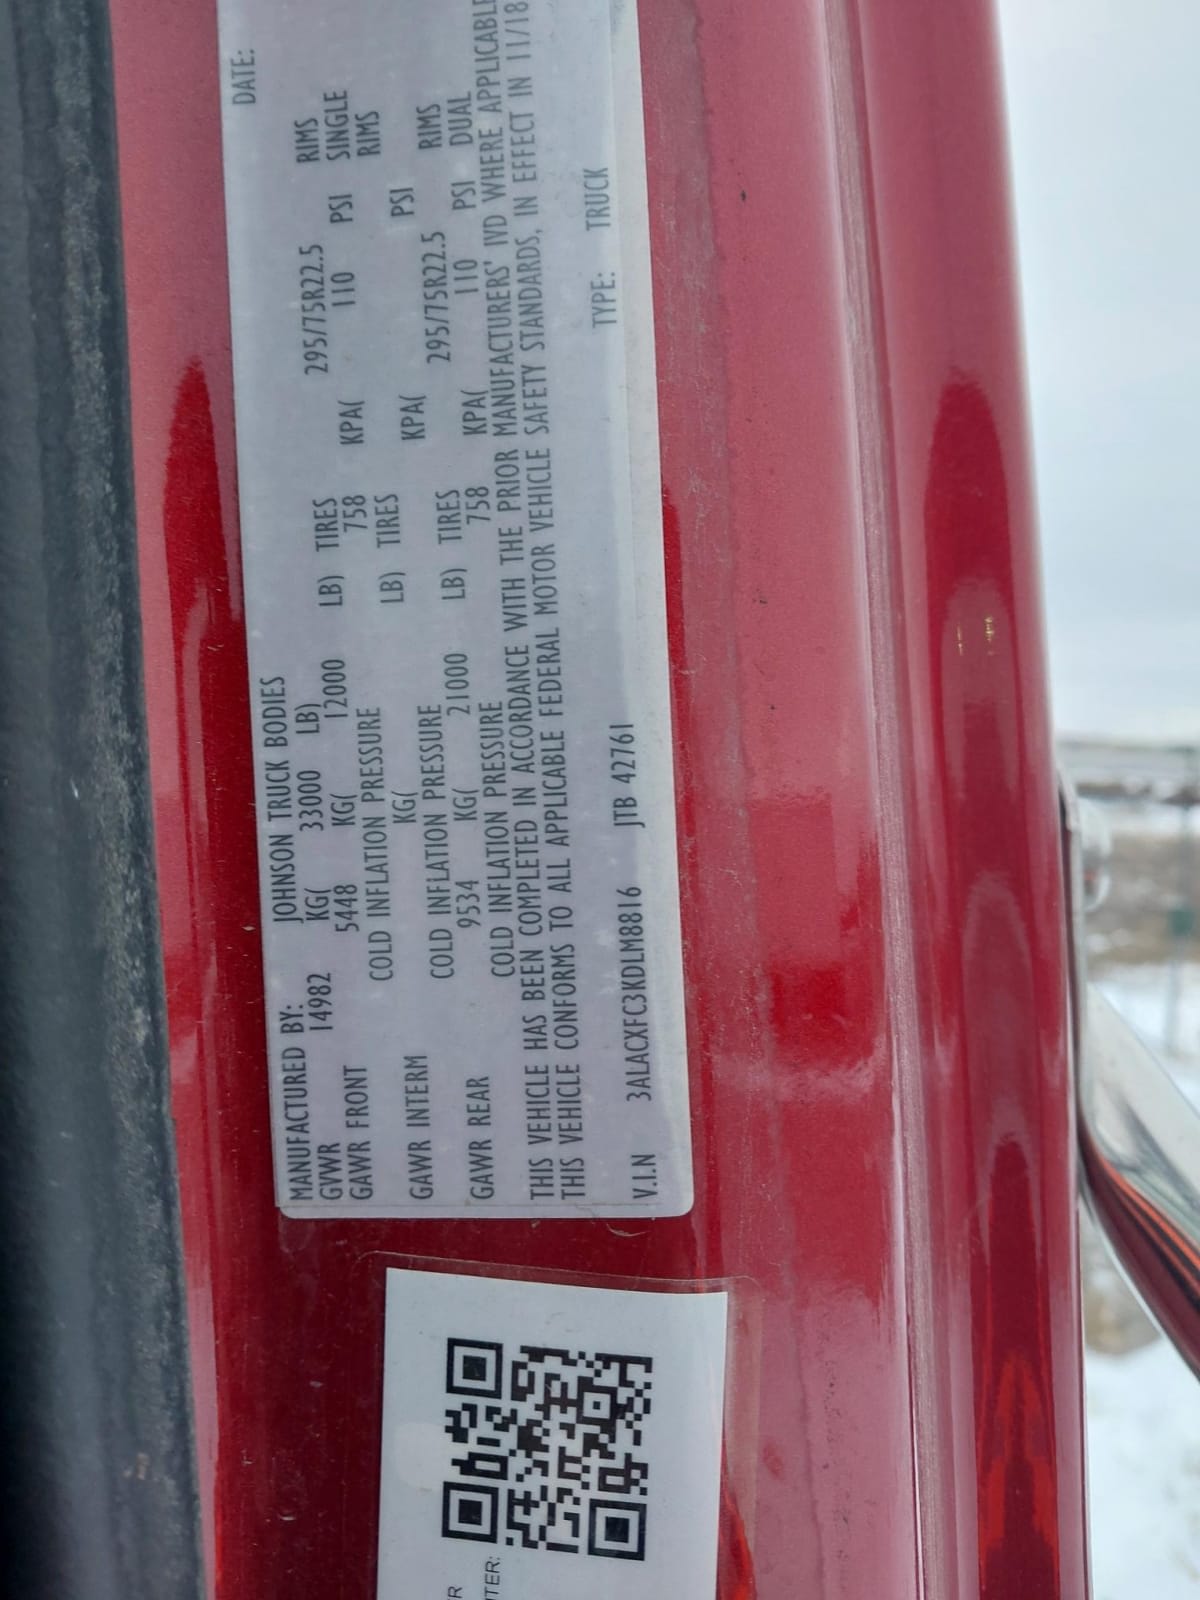 MANUFACTURED BY: JOHNSON TRUCK BODIES DATE:
GVWR 14982 KG( 33000 LB)
GAWR FRONT 5448 KG( 12000 LB) TIRES 295/75R22.5 RIMS
COLD INFLATION PRESSURE 758 KPA( 110 PSI SINGLE
GAWR INTERM KG( LB) TIRES RIMS
COLD INFLATION PRESSURE KPA( PSI
GAWR REAR 9534 KG( 21000 LB) TIRES 295/75R22.5 RIMS
COLD INFLATION PRESSURE 758 KPA( 110 PSI DUAL
THIS VEHICLE HAS BEEN COMPLETED IN ACCORDANCE WITH THE PRIOR MANUFACTURERS' IVD WHERE APPLICABLE
THIS VEHICLE CONFORMS TO ALL APPLICABLE FEDERAL MOTOR VEHICLE SAFETY STANDARDS, IN EFFECT IN 11/18
V.I.N 3ALACXFC3KDLM8816 JTB 42761 TYPE: TRUCK